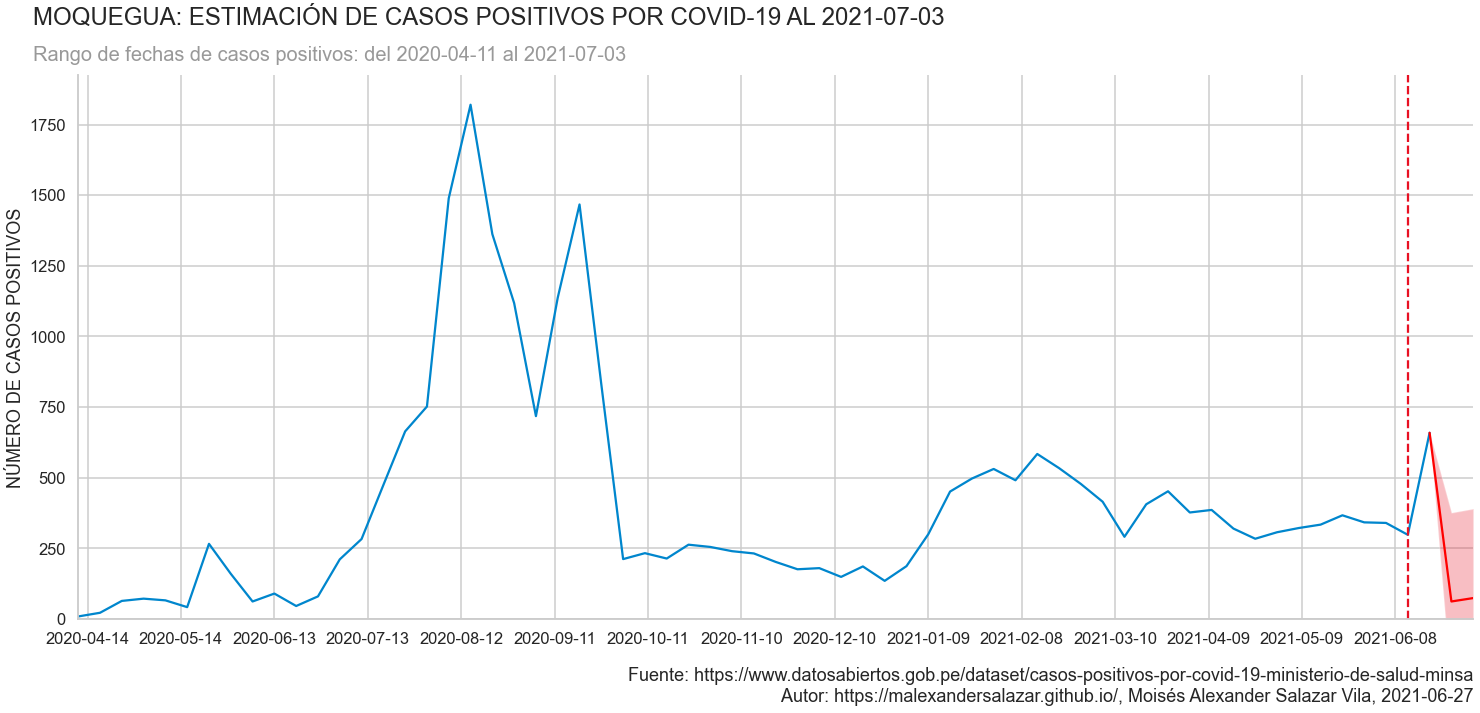 MOQUEGUA: ESTIMACIÓN DE CASOS POSITIVOS POR COVID-19 AL 2021-07-03
Rango de fechas de casos positivos: del 2020-04-11 al 2021-07-03
NÚMERO DE CASOS POSITIVOS
1750
1500
1250
1000
750
500
250
0
2020-04-14 2020-05-14 2020-06-13 2020-07-13 2020-08-12 2020-09-11 2020-10-11 2020-11-10 2020-12-10 2021-01-09 2021-02-08 2021-03-10 2021-04-09 2021-05-09 2021-06-08
Fuente: https://www.datosabiertos.gob.pe/dataset/casos-positivos-por-covid-19-ministerio-de-salud-minsa
Autor: https://malexandersalazar.github.io/, Moisés Alexander Salazar Vila, 2021-06-27